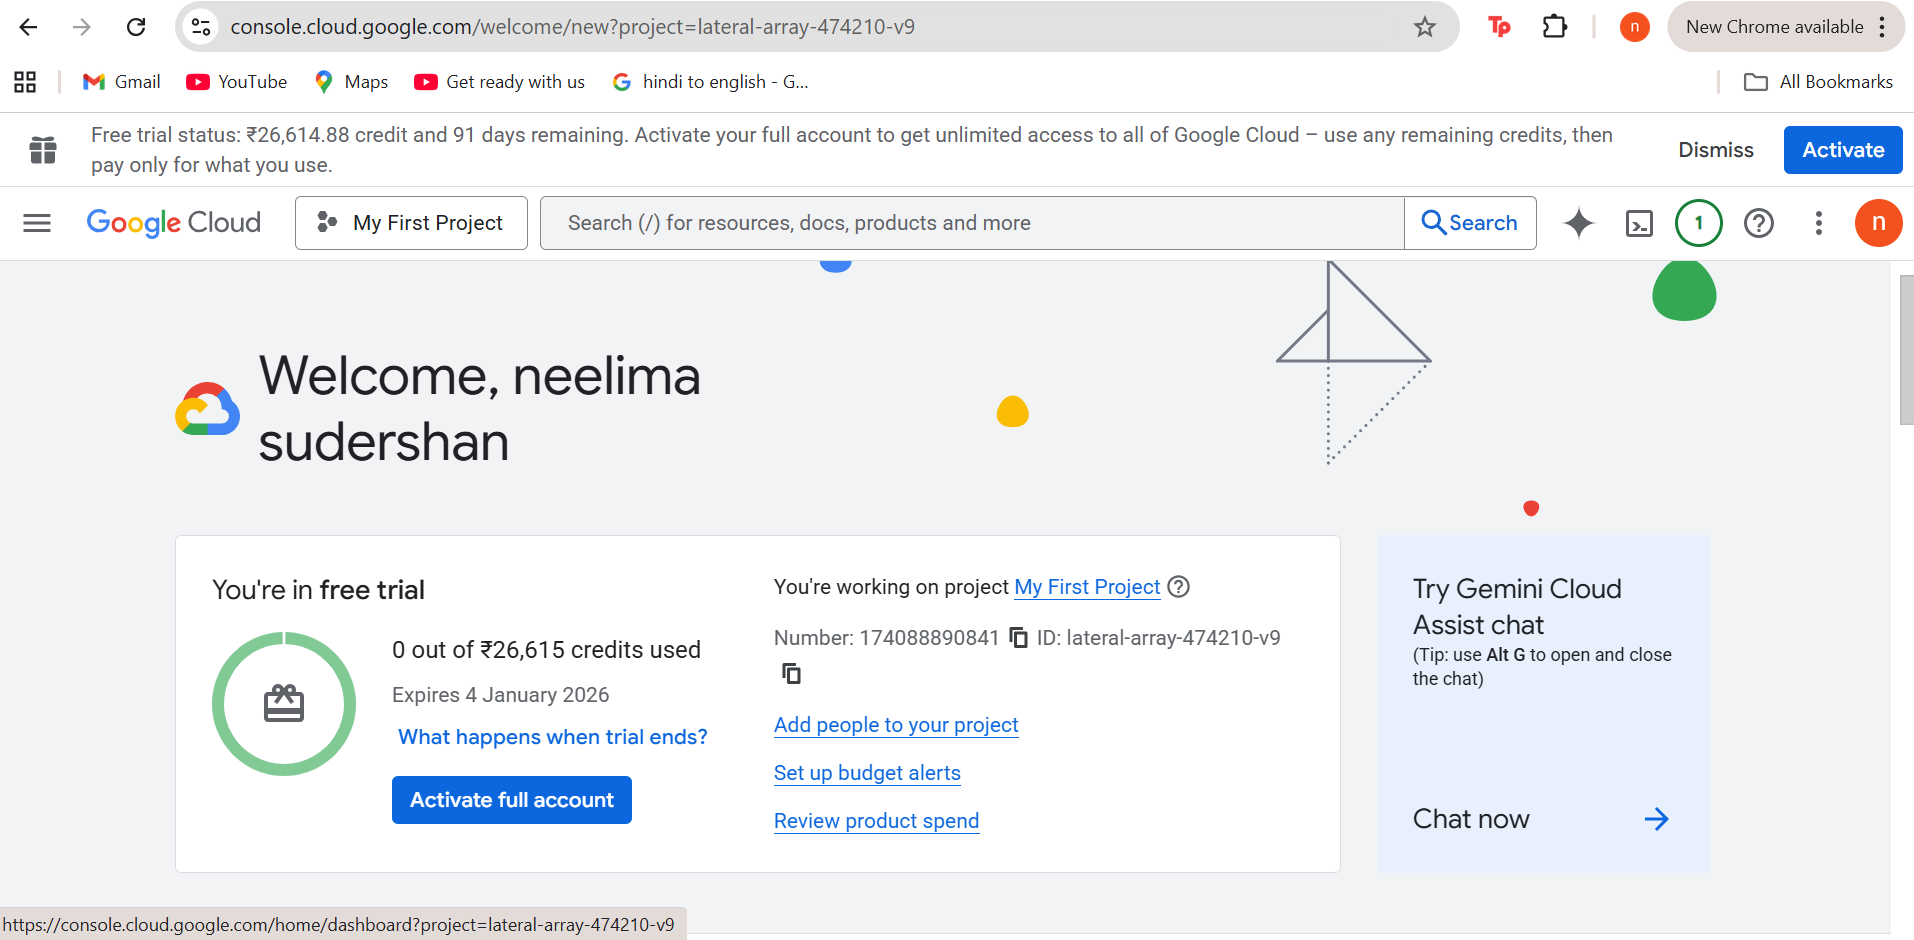 console.cloud.google.com/welcome/new?project=lateral-array-474210-v9
Tp
n
New Chrome available
Gmail
YouTube
Maps
Get ready with us
hindi to english - G...
All Bookmarks
Free trial status: ₹26,614.88 credit and 91 days remaining. Activate your full account to get unlimited access to all of Google Cloud – use any remaining credits, then
pay only for what you use.
Dismiss
Activate
Google Cloud
My First Project
Search (/) for resources, docs, products and more
Search
1
n
Welcome, neelima
sudershan
You're in free trial
0 out of ₹26,615 credits used
Expires 4 January 2026
What happens when trial ends?
Activate full account
You're working on project My First Project
Number: 174088890841 ID: lateral-array-474210-v9
Add people to your project
Set up budget alerts
Review product spend
Try Gemini Cloud
Assist chat
(Tip: use Alt G to open and close
the chat)
Chat now
https://console.cloud.google.com/home/dashboard?project=lateral-array-474210-v9